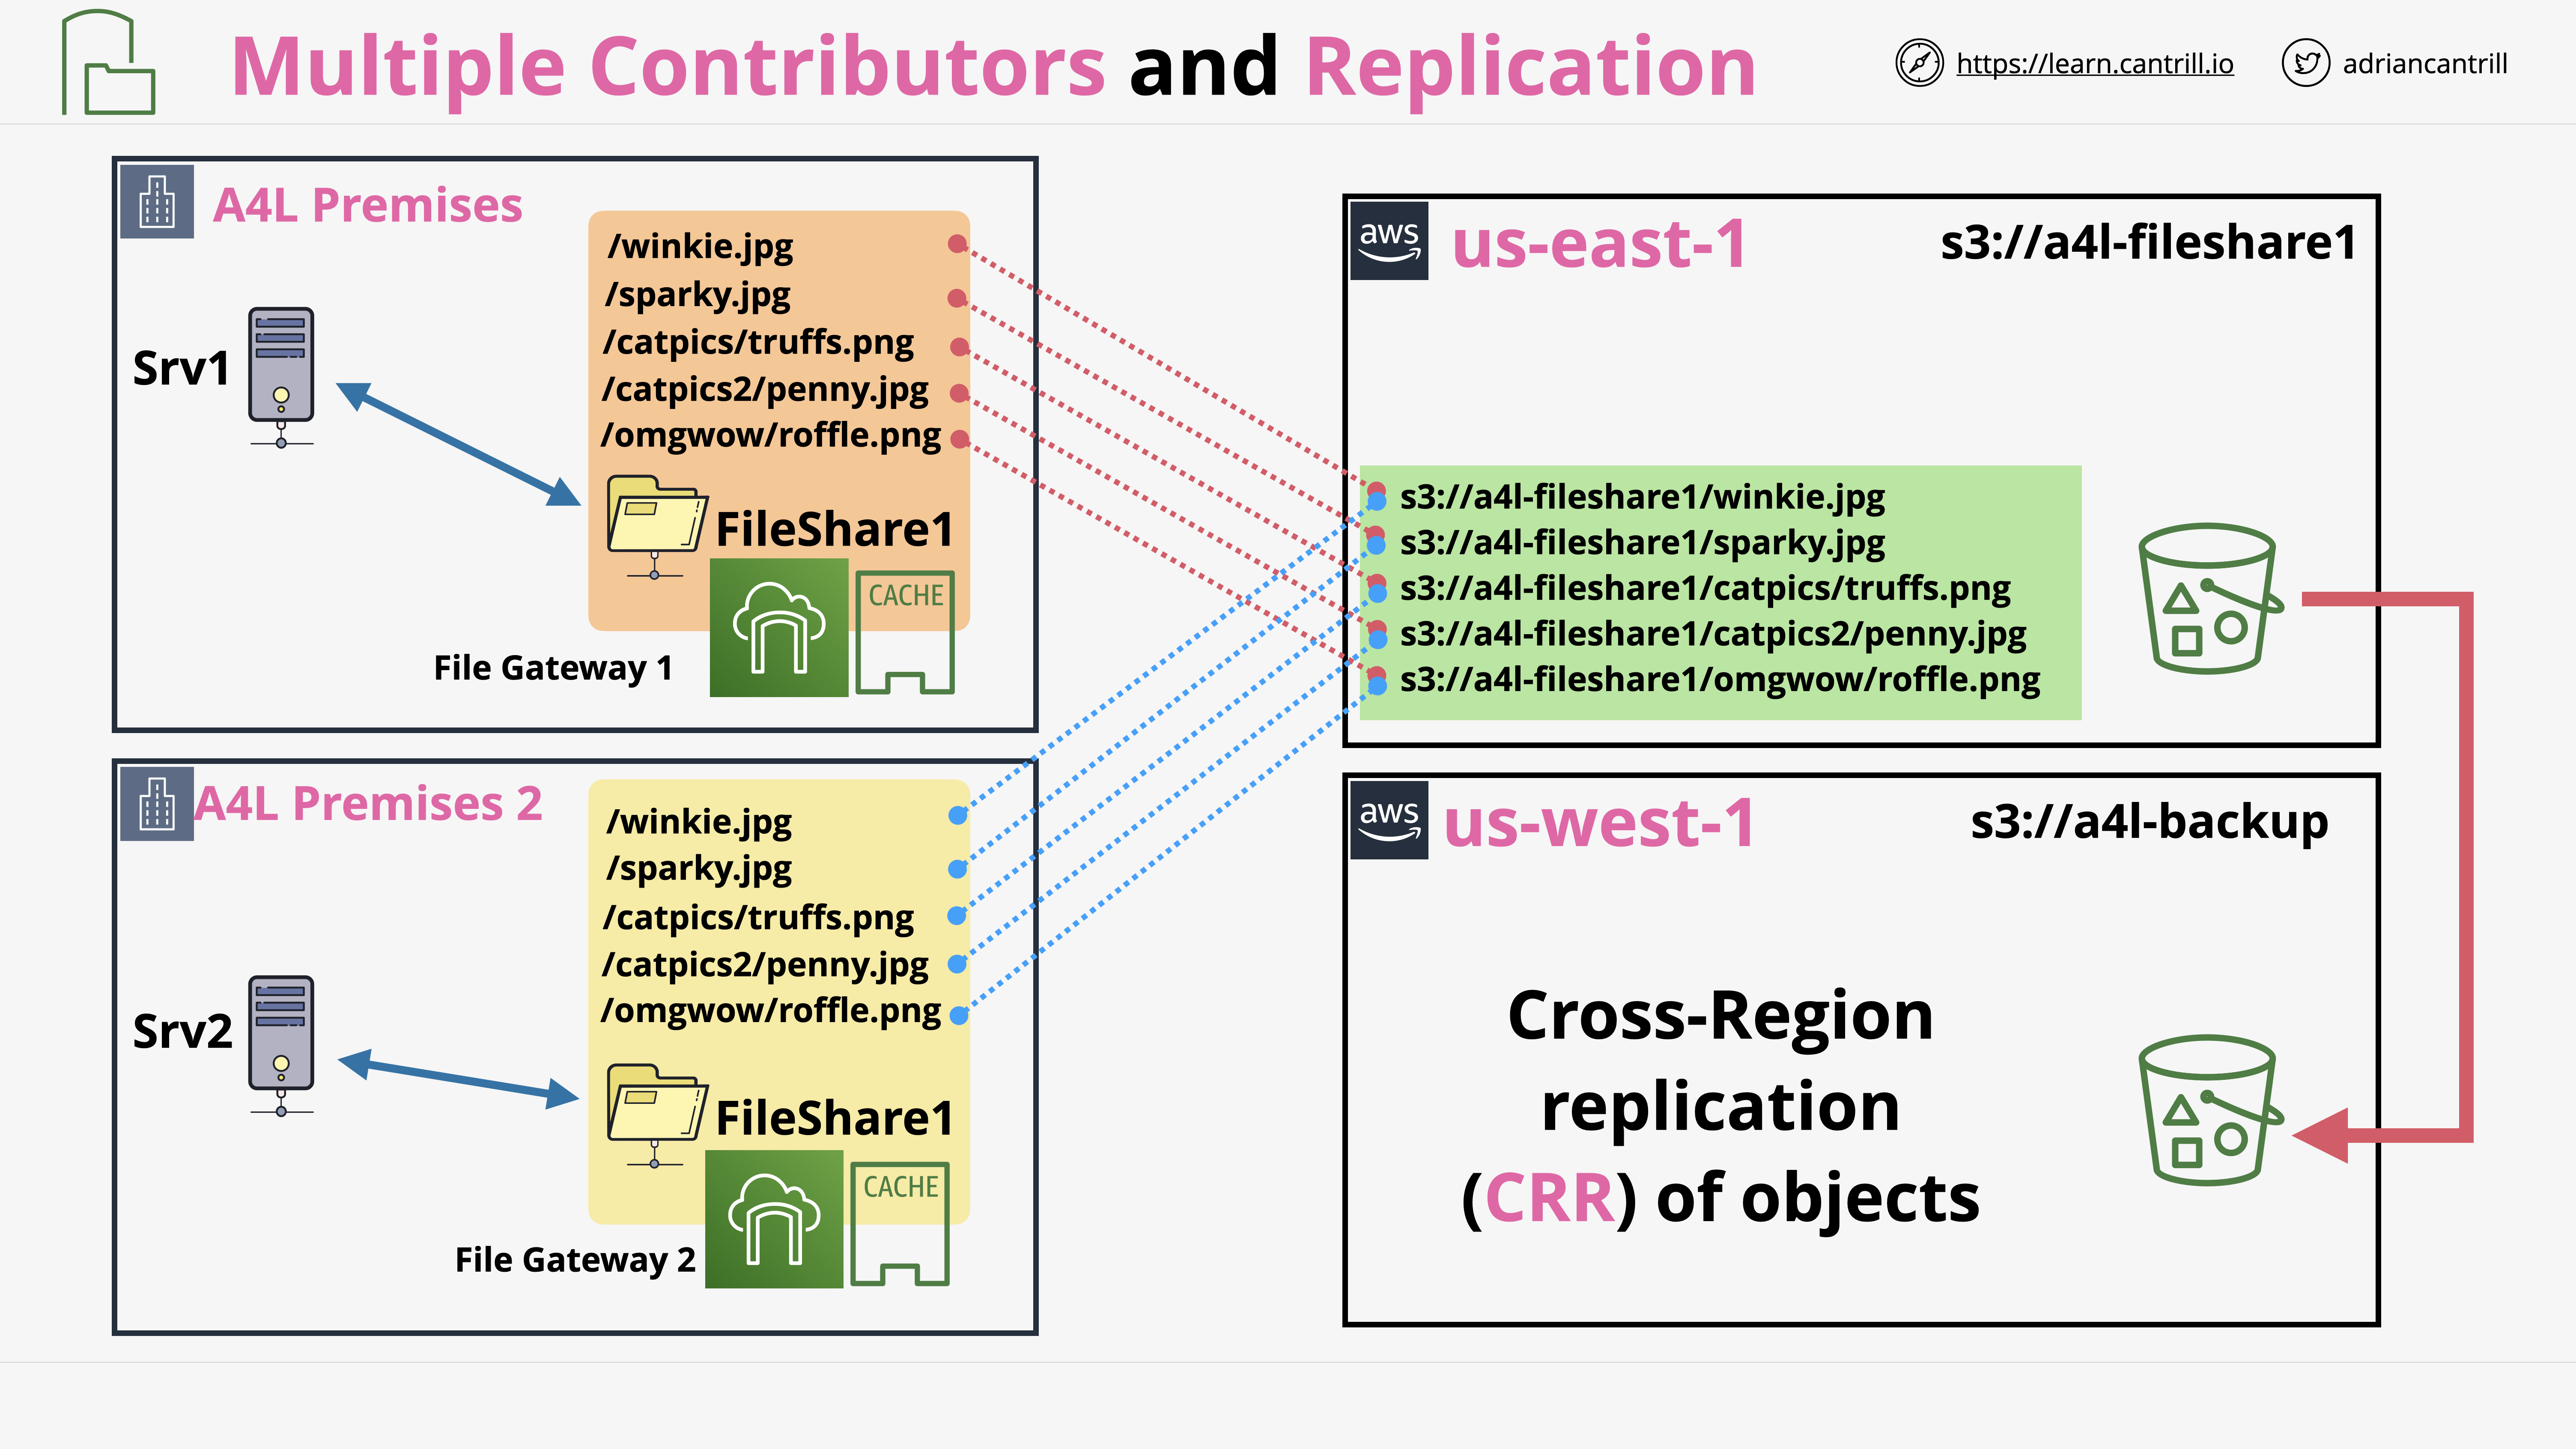 Multiple Contributors and Replication
https://learn.cantrill.io
adriancantrill
A4L Premises
/winkie.jpg
/sparky.jpg
/catpics/truffs.png
/catpics2/penny.jpg
/omgwow/roffle.png
Srv1
FileShare1
CACHE
File Gateway 1
aws
us-east-1
s3://a4l-fileshare1
s3://a4l-fileshare1/winkie.jpg
s3://a4l-fileshare1/sparky.jpg
s3://a4l-fileshare1/catpics/truffs.png
s3://a4l-fileshare1/catpics2/penny.jpg
s3://a4l-fileshare1/omgwow/roffle.png
A4L Premises 2
/winkie.jpg
/sparky.jpg
/catpics/truffs.png
/catpics2/penny.jpg
/omgwow/roffle.png
Srv2
FileShare1
CACHE
File Gateway 2
aws
us-west-1
s3://a4l-backup
Cross-Region
replication
(CRR) of objects